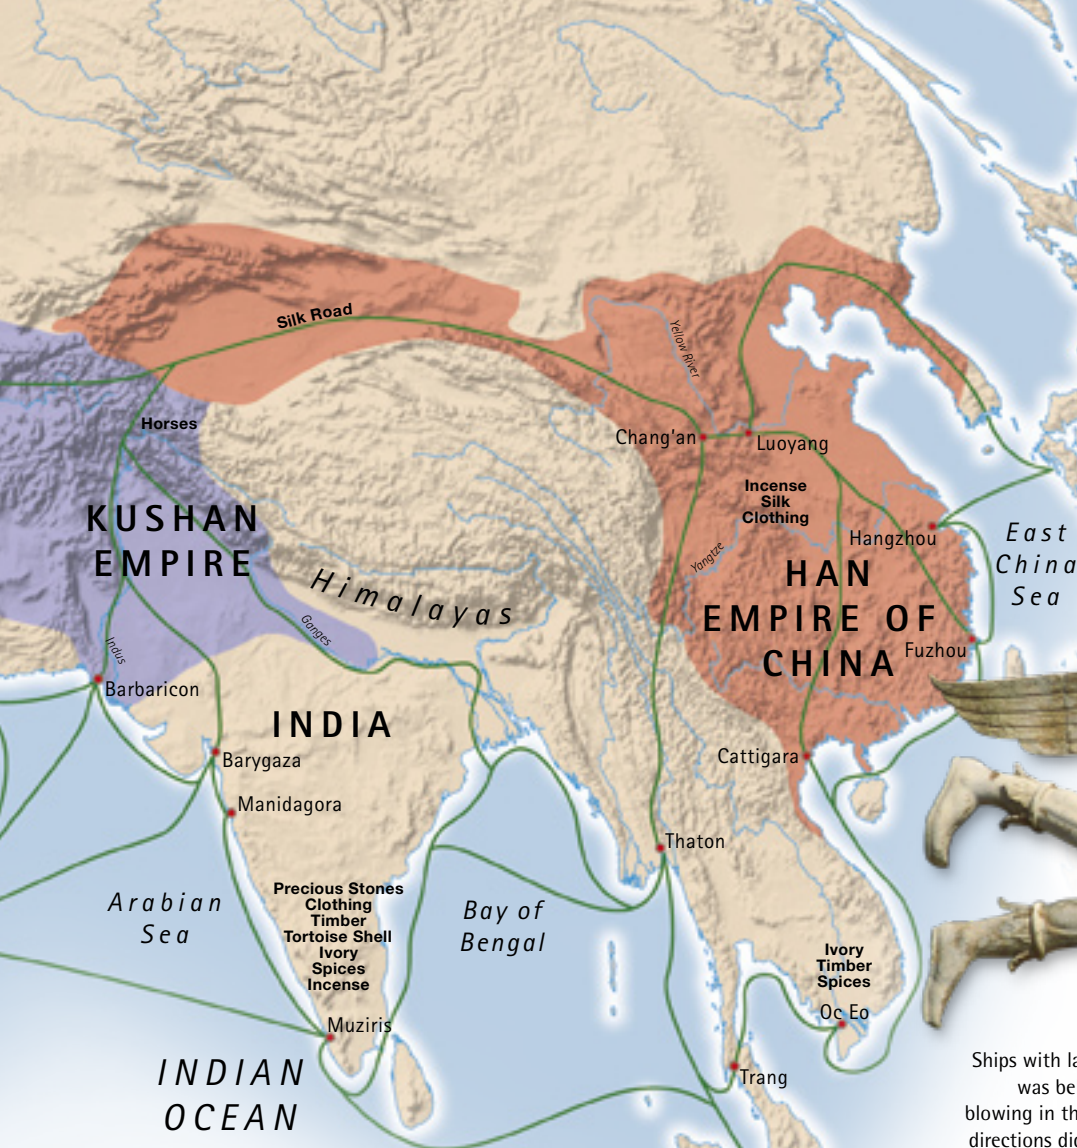 Silk Road
Yellow River
Horses
Chang'an
Luoyang
Incense
Silk
Clothing
KUSHAN
EMPIRE
Hangzhou
East
China
Sea
Yangtze
Himalayas
HAN
EMPIRE OF
CHINA
Fuzhou
Ganges
Indus
Barbaricon
INDIA
Barygaza
Cattigara
Manidagora
Thaton
Arabian
Sea
Precious Stones
Clothing
Timber
Tortoise Shell
Ivory
Spices
Incense
Bay of
Bengal
Ivory
Timber
Spices
Oc Eo
Muziris
INDIAN
OCEAN
Trang
Ships with la
was be
blowing in th
directions di